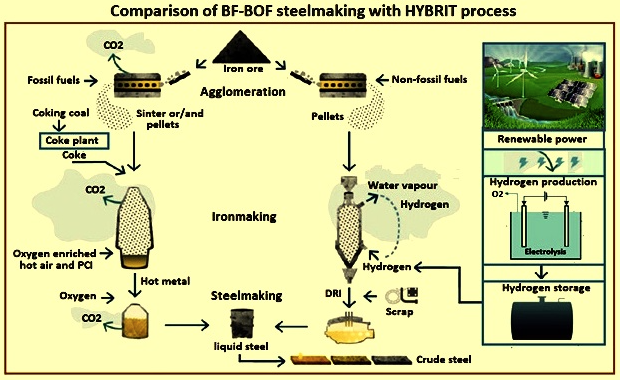 Comparison of BF-BOF steelmaking with HYBRIT process
CO2
Iron ore
Fossil fuels
Non-fossil fuels
Agglomeration
Coking coal
Sinter or/and
pellets
Pellets
Coke plant
Coke
Renewable power
Hydrogen production
O2
Electrolysis
Hydrogen storage
CO2
Water vapour
Hydrogen
Ironmaking
Oxygen enriched
hot air and PCI
Hydrogen
Hot metal
Oxygen
Steelmaking
DRI
Scrap
CO2
liquid steel
Crude steel